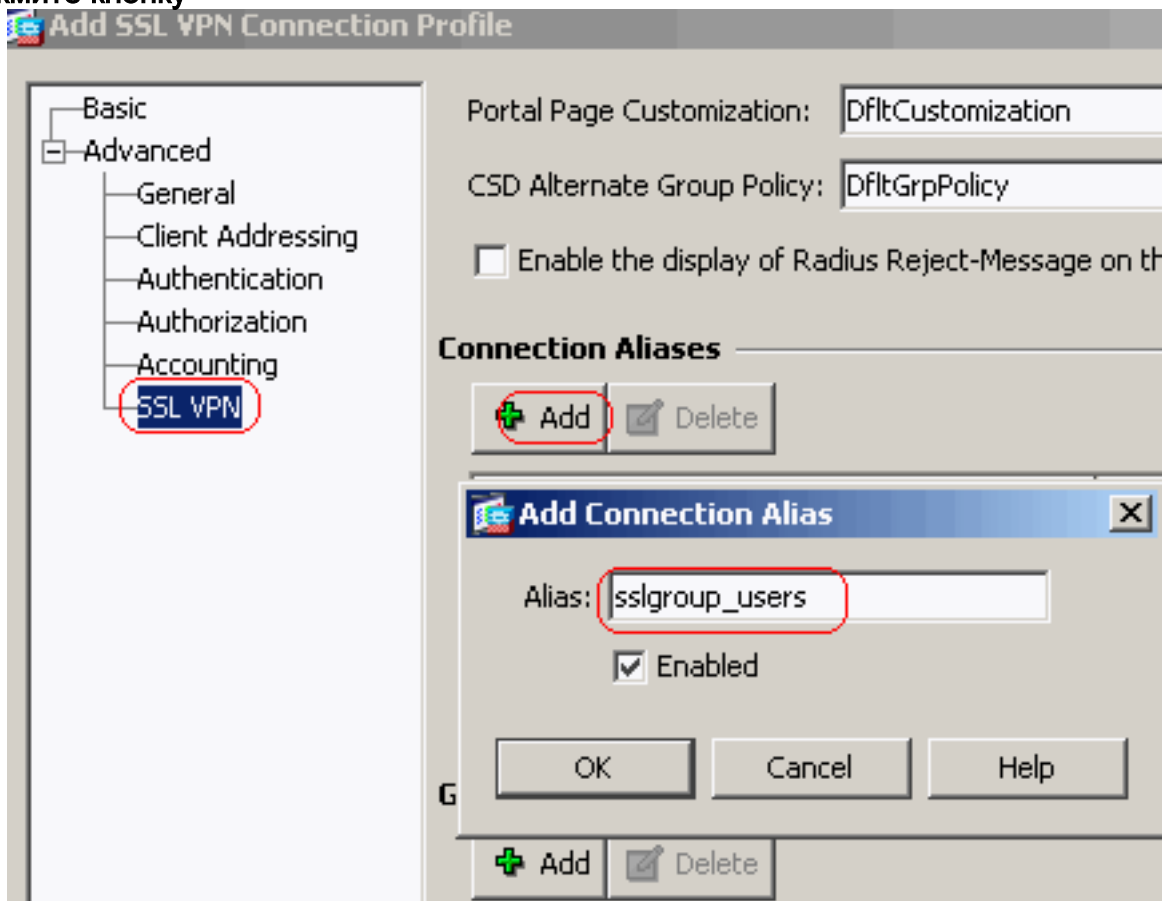 кнопку
Add SSL VPN Connection Profile
Basic
Advanced
General
Client Addressing
Authentication
Authorization
Accounting
SSL VPN
Portal Page Customization: DfltCustomization
CSD Alternate Group Policy: DfltGrpPolicy
Enable the display of Radius Reject-Message on th
Connection Aliases
Add Delete
Add Connection Alias
Alias: sslgroup_users
Enabled
OK Cancel Help
G
Add Delete